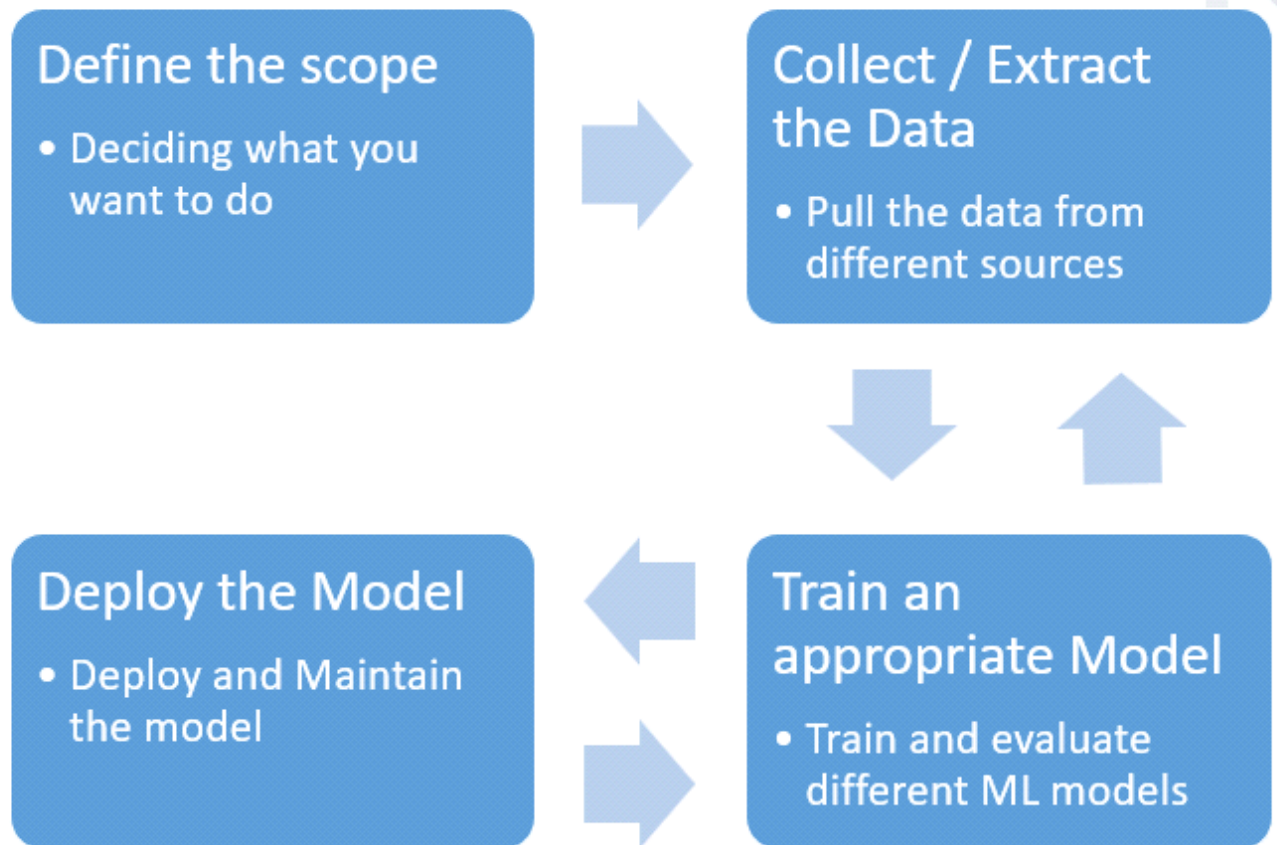 Define the scope
• Deciding what you
want to do
Collect / Extract
the Data
• Pull the data from
different sources
Deploy the Model
• Deploy and Maintain
the model
Train an
appropriate Model
• Train and evaluate
different ML models